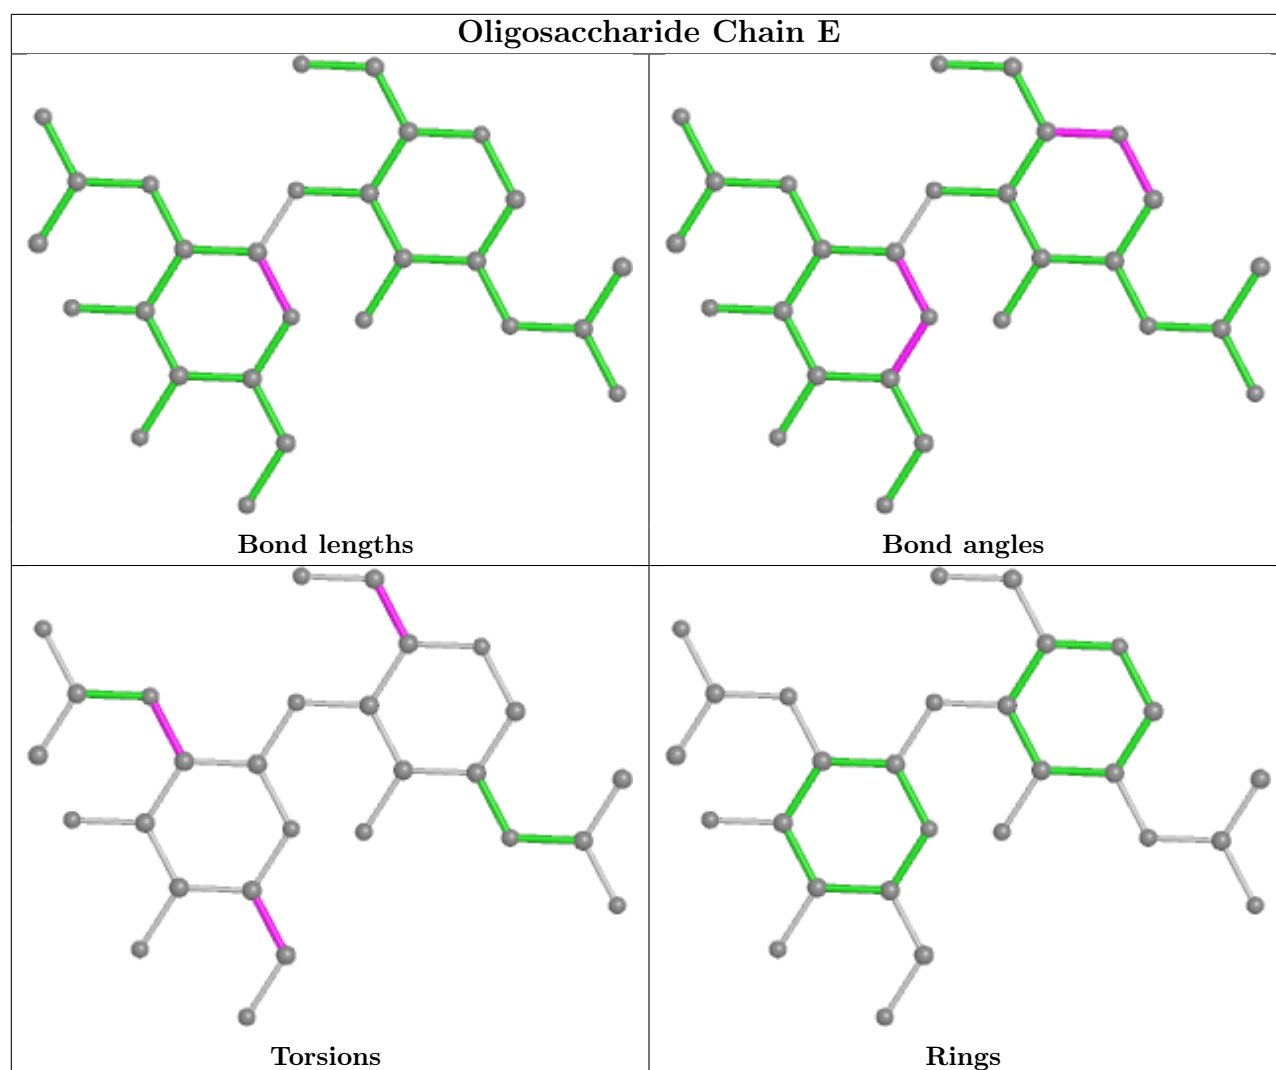 Oligosaccharide Chain E
Bond lengths
Bond angles
Torsions
Rings